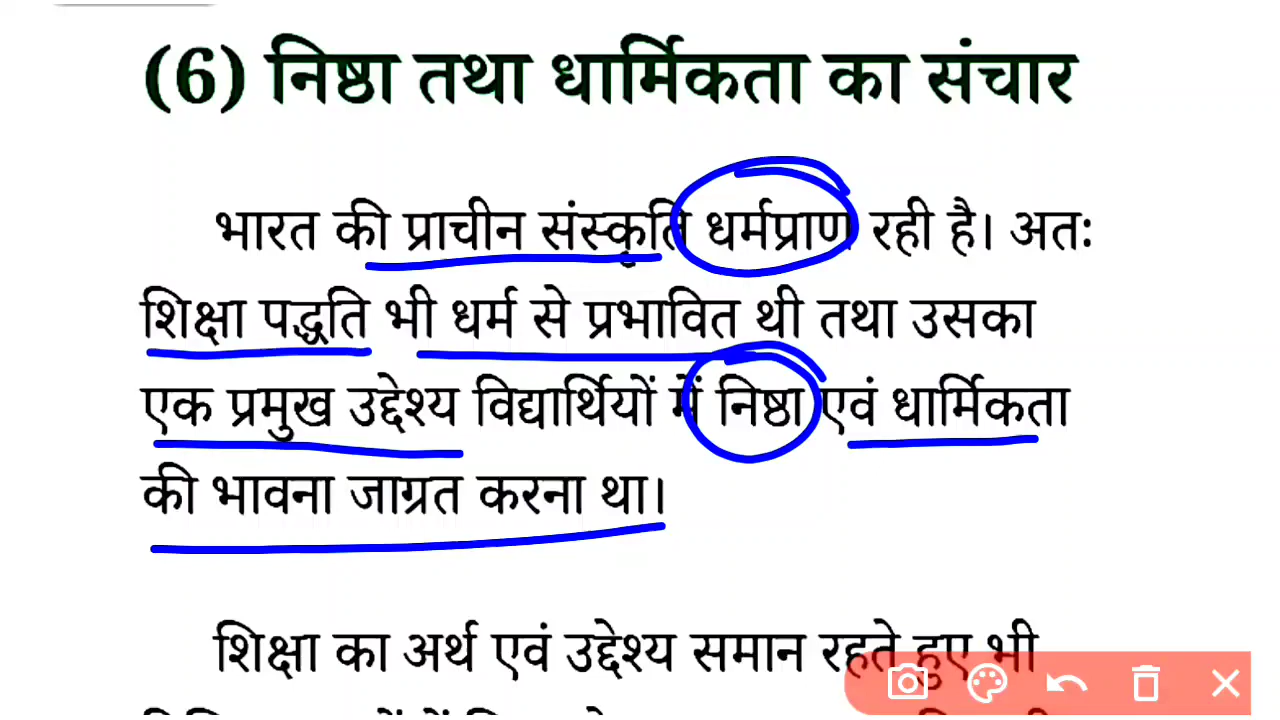 (6) निष्ठा तथा धार्मिकता का संचार
भारत की प्राचीन संस्कृति धर्मप्राण रही है। अतः
शिक्षा पद्धति भी धर्म से प्रभावित थी तथा उसका
एक प्रमुख उद्देश्य विद्यार्थियों में निष्ठा एवं धार्मिकता
की भावना जाग्रत करना था।
शिक्षा का अर्थ एवं उद्देश्य समान रहते हुए भी